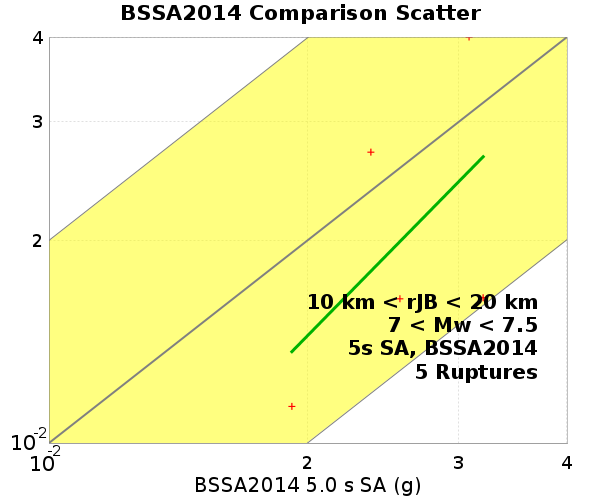 BSSA2014 Comparison Scatter
4
3
2
10-2
10 km < rJB < 20 km
7 < Mw < 7.5
5s SA, BSSA2014
5 Ruptures
10-2
2
3
4
BSSA2014 5.0 s SA (g)